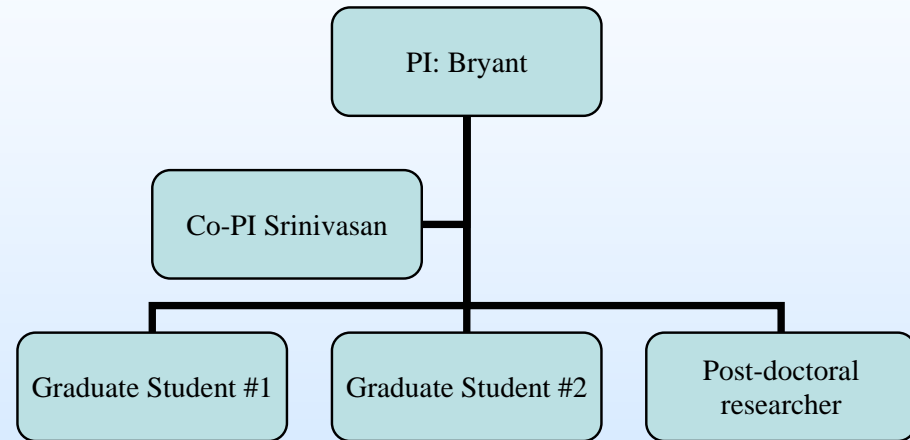 PI: Bryant
Co-PI Srinivasan
Graduate Student #1
Graduate Student #2
Post-doctoral
researcher